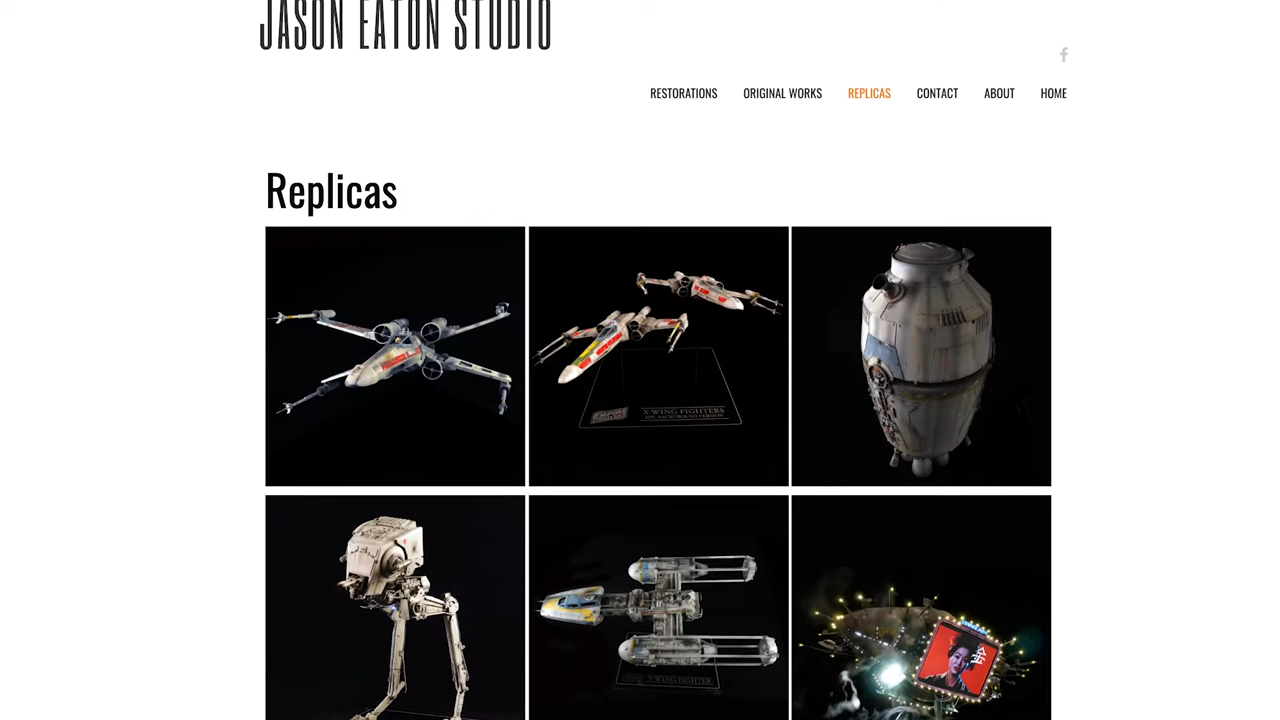 JASON EATON STUDIO
RESTORATIONS ORIGINAL WORKS REPLICAS CONTACT ABOUT HOME
Replicas
X-WING FIGHTERS